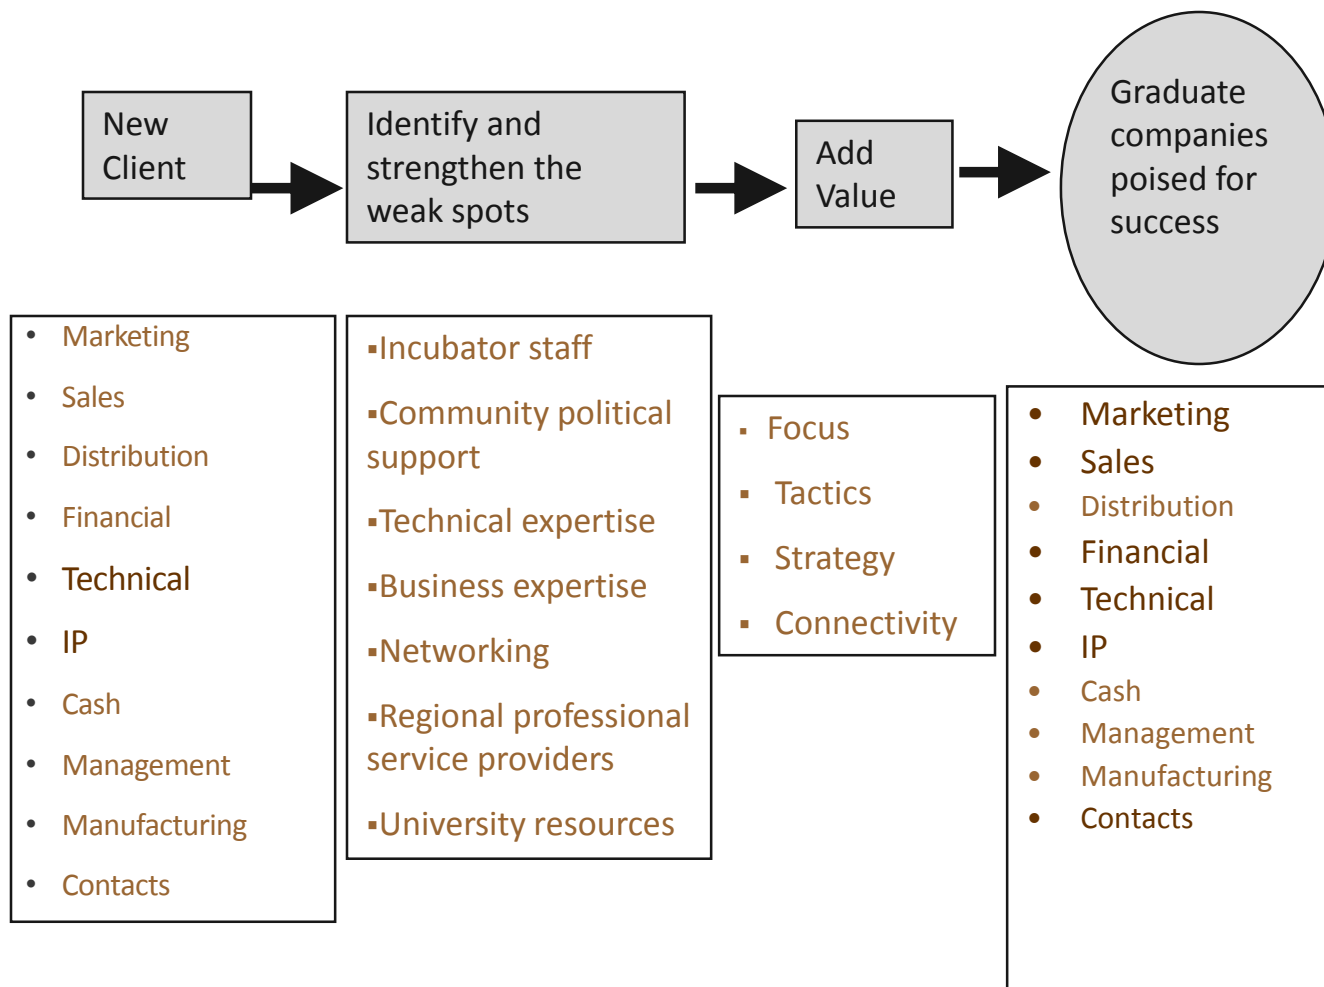 New
Client
Identify and
strengthen the
weak spots
Add
Value
Graduate
companies
poised for
success
• Marketing
• Sales
• Distribution
• Financial
• Technical
• IP
• Cash
• Management
• Manufacturing
• Contacts
▪Incubator staff
▪Community political
support
▪Technical expertise
▪Business expertise
▪Networking
▪Regional professional
service providers
▪University resources
▪ Focus
▪ Tactics
▪ Strategy
▪ Connectivity
• Marketing
• Sales
• Distribution
• Financial
• Technical
• IP
• Cash
• Management
• Manufacturing
• Contacts